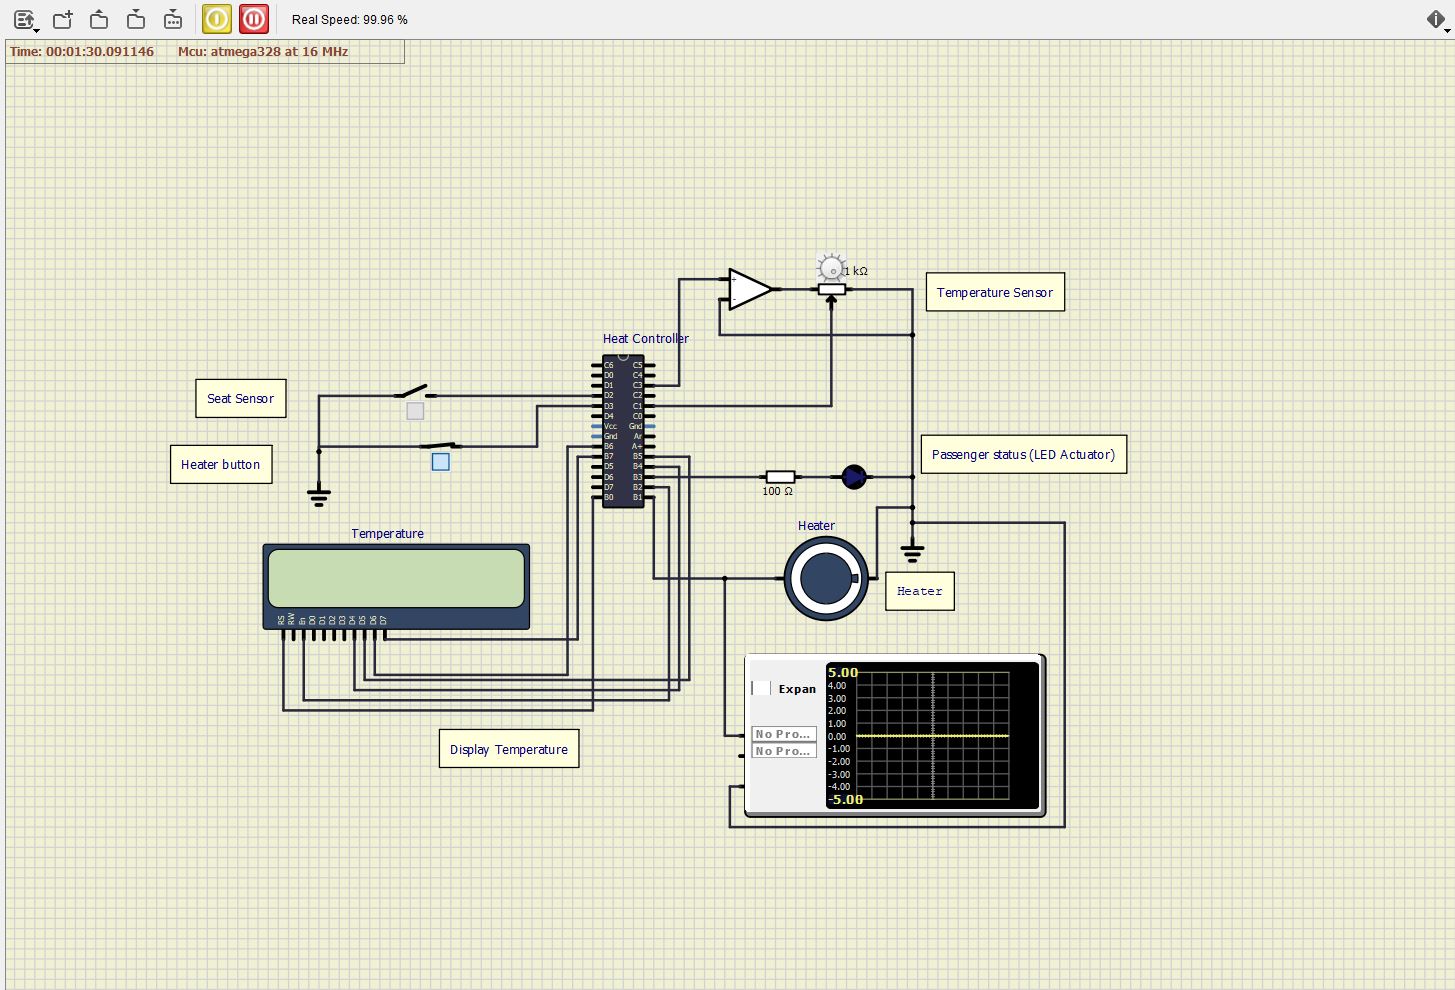 Real Speed: 99.96 %
Time: 00:01:30.091146 Mcu: atmega328 at 16 MHz
1 kΩ
Temperature Sensor
+
-
Heat Controller
C6 C5
D0 C4
D1 C3
D2 C2
D3 C1
D4 C0
Vcc Gnd
Gnd Ar
B6 A+
B7 B5
D5 B4
D6 B3
D7 B2
B0 B1
Seat Sensor
Heater button
Passenger status (LED Actuator)
100 Ω
Temperature
RS RW En D0 D1 D2 D3 D4 D5 D6 D7
Heater
Heater
Display Temperature
Expan
No Pro...
No Pro...
5.00
4.00
3.00
2.00
1.00
0.00
-1.00
-2.00
-3.00
-4.00
-5.00